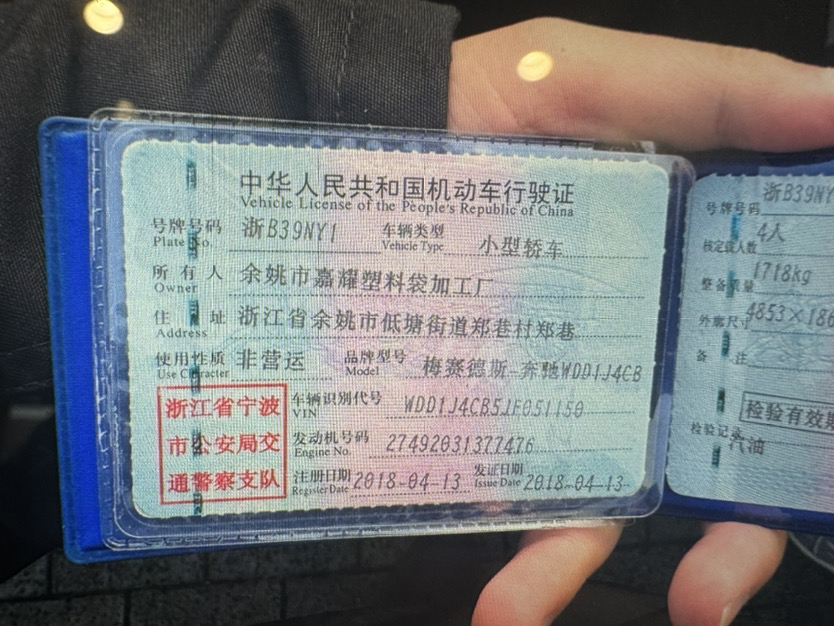 中华人民共和国机动车行驶证
Vehicle License of the People's Republic of China
号牌号码 浙B39NY1 车辆类型 小型轿车
Plate No. Vehicle Type
所有人 余姚市嘉耀塑料袋加工厂
Owner
住址 浙江省余姚市低塘街道郑巷村郑巷
Address
使用性质 非营运 品牌型号 梅赛德斯-奔驰WDD1J4CB
Use Character Model
浙江省宁波
市公安局交
通警察支队
车辆识别代号 WDD1J4CB5JF051150
VIN
发动机号码 27492031377476
Engine No.
注册日期 2018-04-13 发证日期 2018-04-13
Register Date Issue Date
号牌号码 浙B39NY
核定载人数 4人
整备质量 1718kg
外廓尺寸 4853×186
备注
检验有效期
检验记录
汽油